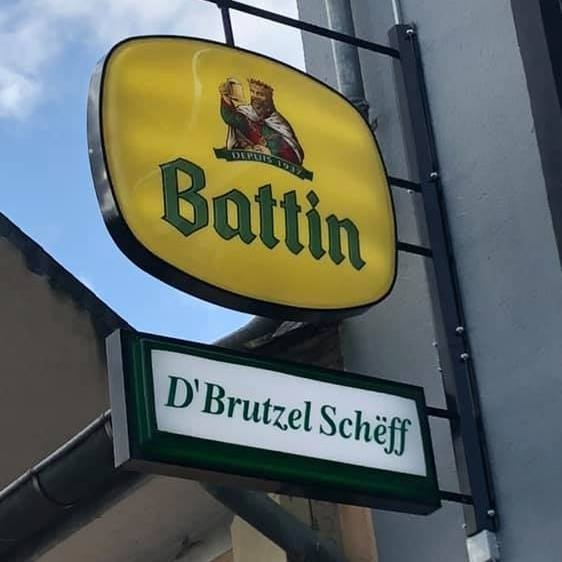 DEPUIS 1937
Battin
D'Brutzel Schëff